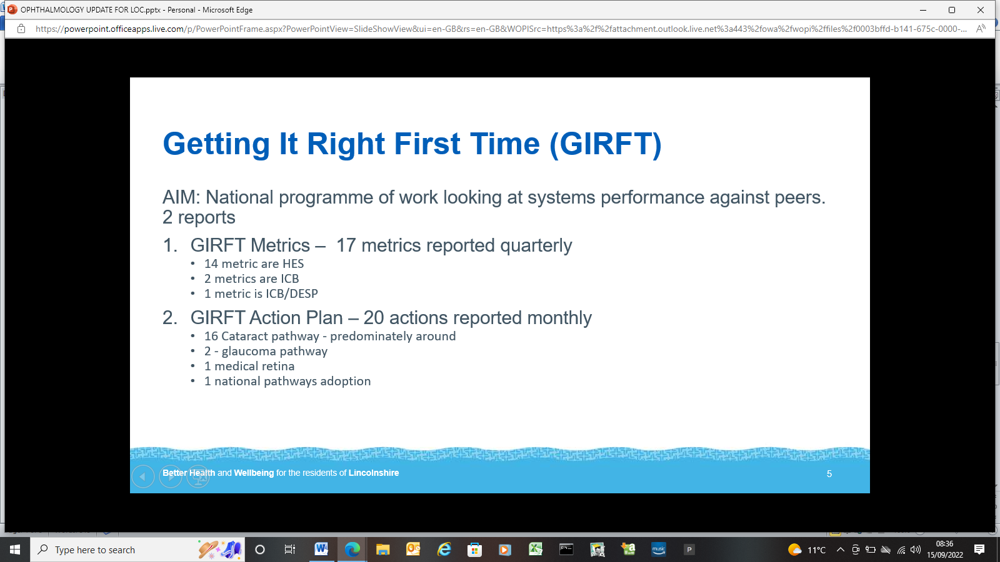 OPHTHALMOLOGY UPDATE FOR LOC.pptx - Personal - Microsoft Edge
https://powerpoint.officeapps.live.com/p/PowerPointFrame.aspx?PowerPointView=SlideShowView&ui=en-GB&rs=en-GB&WOPISrc=https%3a%2f%2fattachment.outlook.live.net%3a443%2fowa%2fwopi%2ffiles%2f0003bffd-b141-675c-0000-...
Getting It Right First Time (GIRFT)
AIM: National programme of work looking at systems performance against peers.
2 reports
1. GIRFT Metrics – 17 metrics reported quarterly
• 14 metric are HES
• 2 metrics are ICB
• 1 metric is ICB/DESP
2. GIRFT Action Plan – 20 actions reported monthly
• 16 Cataract pathway - predominately around
• 2 - glaucoma pathway
• 1 medical retina
• 1 national pathways adoption
Better Health and Wellbeing for the residents of Lincolnshire
5
Type here to search
music
P
11°C
08:36
15/09/2022